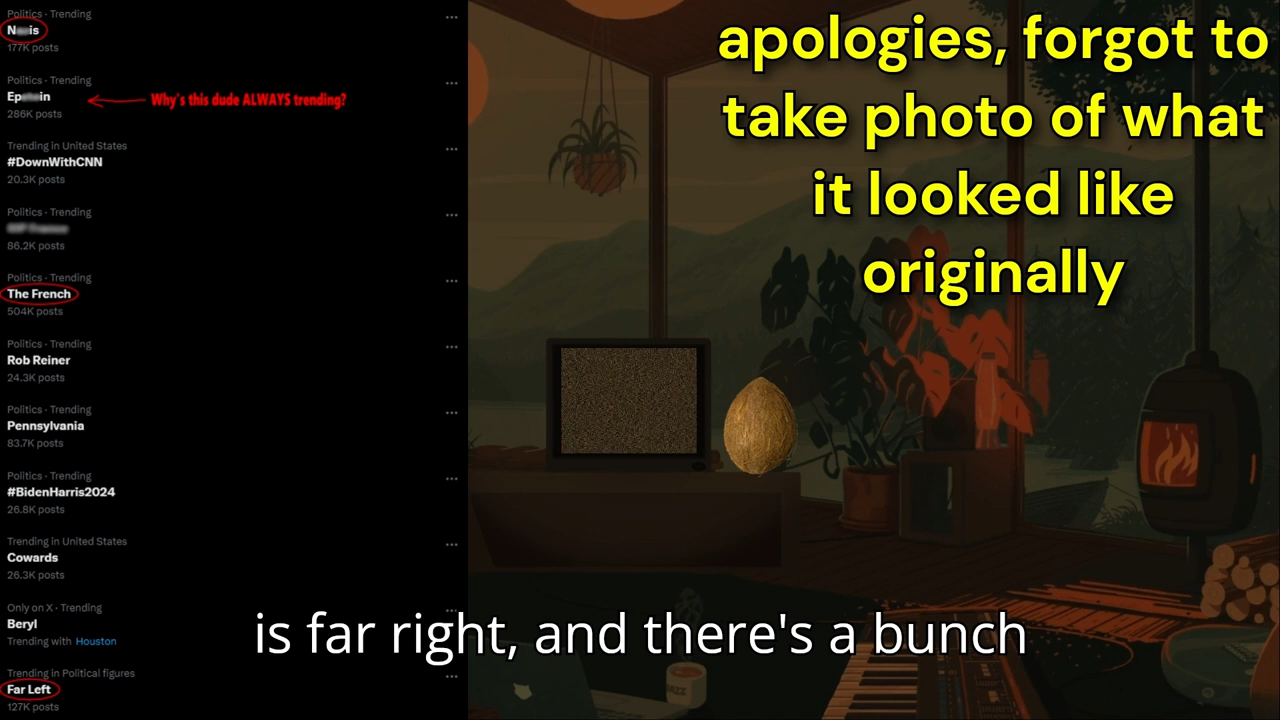 Politics · Trending
177K posts
Politics · Trending
Why's this dude ALWAYS trending?
286K posts
Trending in United States
#DownWithCNN
20.3K posts
Politics · Trending
86.2K posts
Politics · Trending
The French
504K posts
Politics · Trending
Rob Reiner
24.3K posts
Politics · Trending
Pennsylvania
83.7K posts
Politics · Trending
#BidenHarris2024
26.8K posts
Trending in United States
Cowards
26.3K posts
Only on X · Trending
Beryl
Trending with Houston
Trending in Political figures
Far Left
127K posts
apologies, forgot to
take photo of what
it looked like
originally
JAZZ
is far right, and there's a bunch